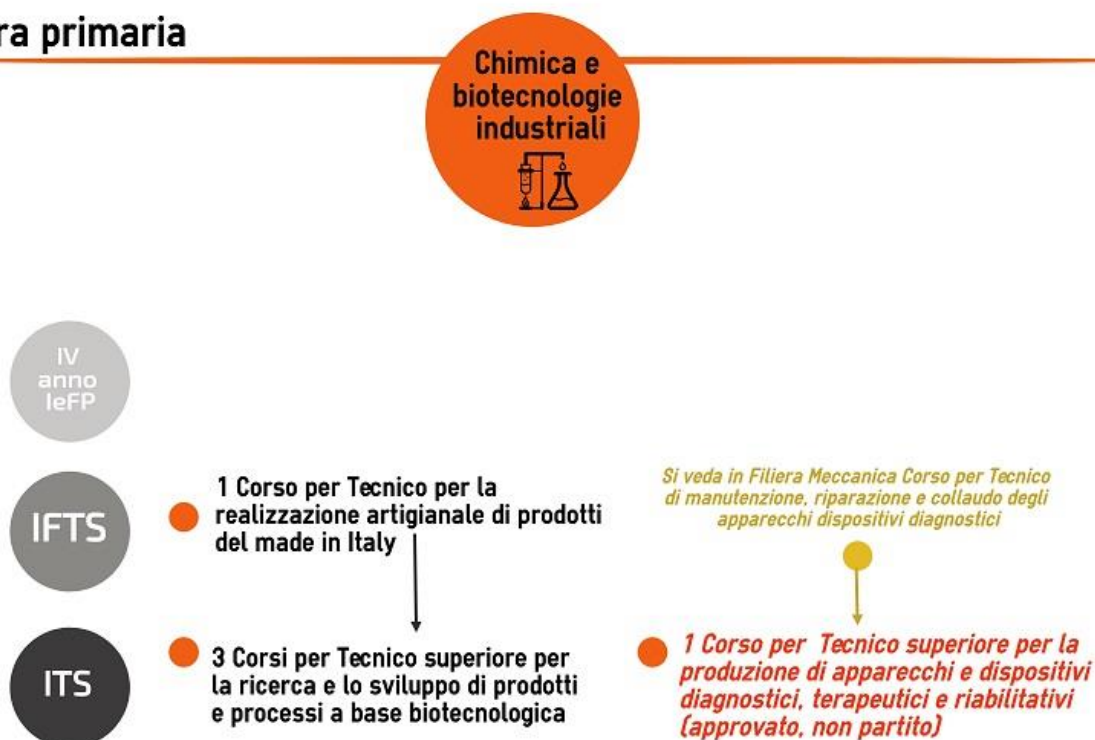 ra primaria
Chimica e
biotecnologie
industriali
IV
anno
IeFP
IFTS
1 Corso per Tecnico per la
realizzazione artigianale di prodotti
del made in Italy
Si veda in Filiera Meccanica Corso per Tecnico
di manutenzione, riparazione e collaudo degli
apparecchi dispositivi diagnostici
ITS
3 Corsi per Tecnico superiore per
la ricerca e lo sviluppo di prodotti
e processi a base biotecnologica
1 Corso per Tecnico superiore per la
produzione di apparecchi e dispositivi
diagnostici, terapeutici e riabilitativi
(approvato, non partito)